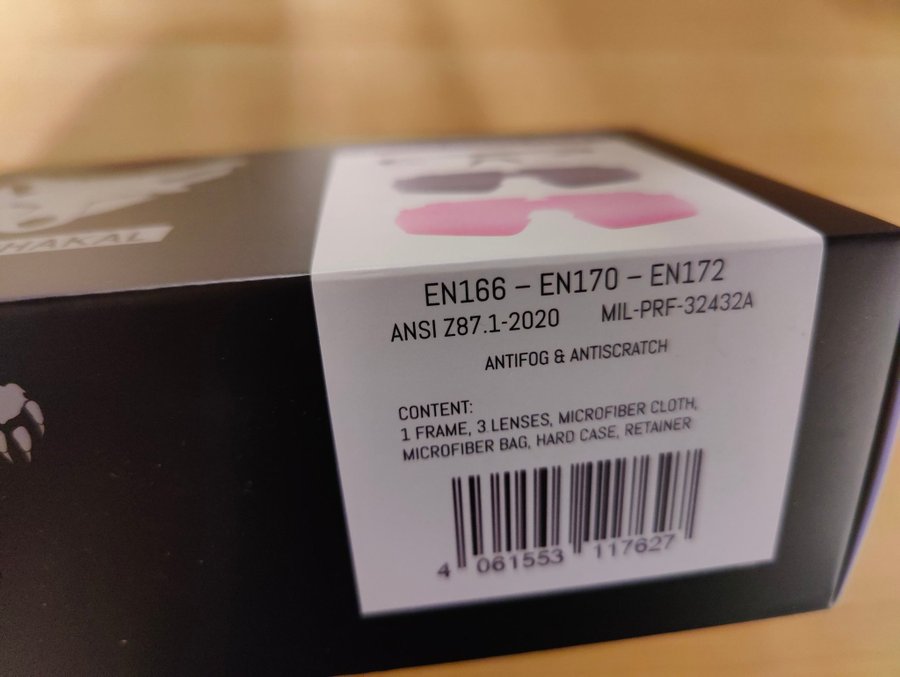 HAKAL
EN166 – EN170 – EN172
ANSI Z87.1-2020 MIL-PRF-32432A
ANTIFOG & ANTISCRATCH
CONTENT:
1 FRAME, 3 LENSES, MICROFIBER CLOTH,
MICROFIBER BAG, HARD CASE, RETAINER
4 061553 117627